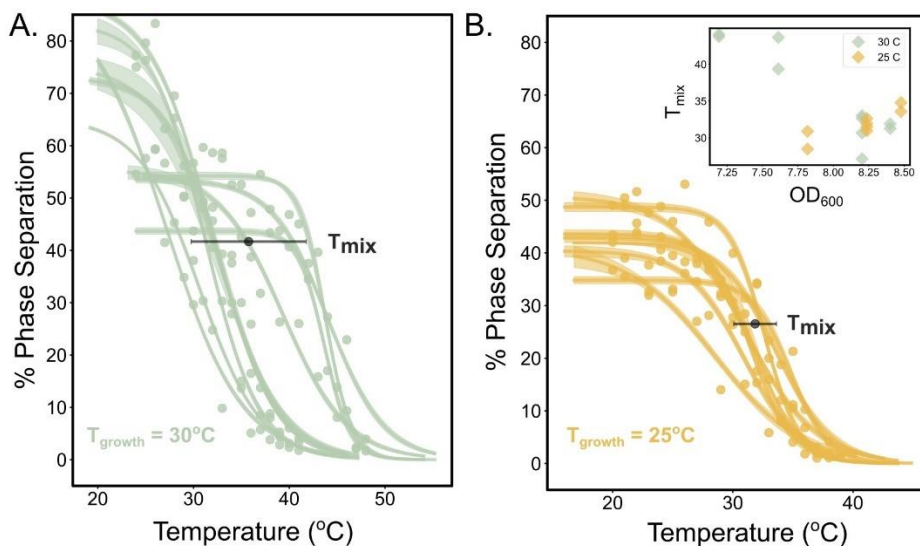 A.
% Phase Separation
80
70
60
50
40
30
20
10
0
Tmix
Tgrowth = 30°C
20 30 40 50
Temperature (°C)
B.
% Phase Separation
80
70
60
50
40
30
20
10
0
Tmix
40
35
30
30 C
25 C
7.25 7.50 7.75 8.00 8.25 8.50
OD600
Tmix
Tgrowth = 25°C
20 30 40
Temperature (°C)